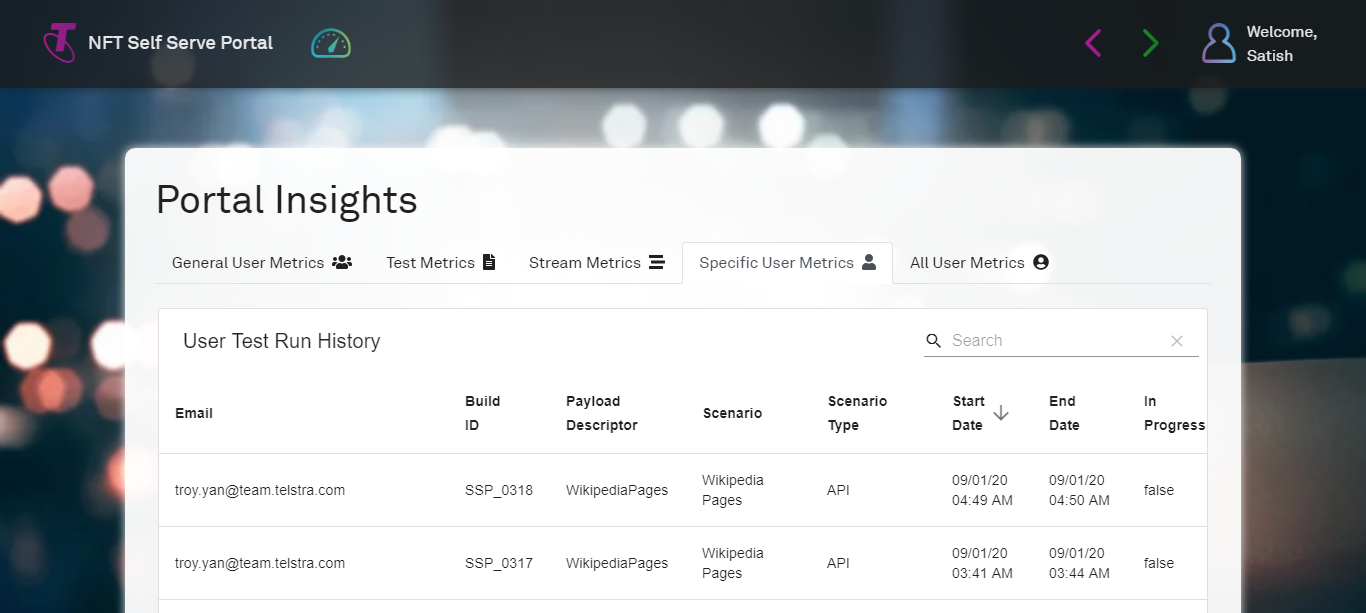 NFT Self Serve Portal
Welcome,
Satish
Portal Insights
General User Metrics
Test Metrics
Stream Metrics
Specific User Metrics
All User Metrics
User Test Run History
Search
Email
Build
ID
Payload
Descriptor
Scenario
Scenario
Type
Start
Date
End
Date
In
Progress
troy.yan@team.telstra.com
SSP_0318
WikipediaPages
Wikipedia
Pages
API
09/01/20
04:49 AM
09/01/20
04:50 AM
false
troy.yan@team.telstra.com
SSP_0317
WikipediaPages
Wikipedia
Pages
API
09/01/20
03:41 AM
09/01/20
03:44 AM
false